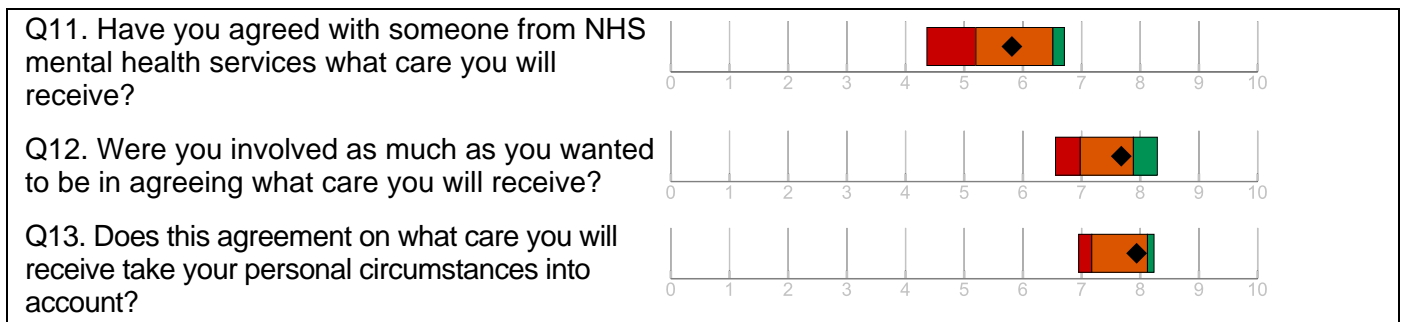 Q11. Have you agreed with someone from NHS
mental health services what care you will
receive?
0 1 2 3 4 5 6 7 8 9 10
Q12. Were you involved as much as you wanted
to be in agreeing what care you will receive?
0 1 2 3 4 5 6 7 8 9 10
Q13. Does this agreement on what care you will
receive take your personal circumstances into
account?
0 1 2 3 4 5 6 7 8 9 10